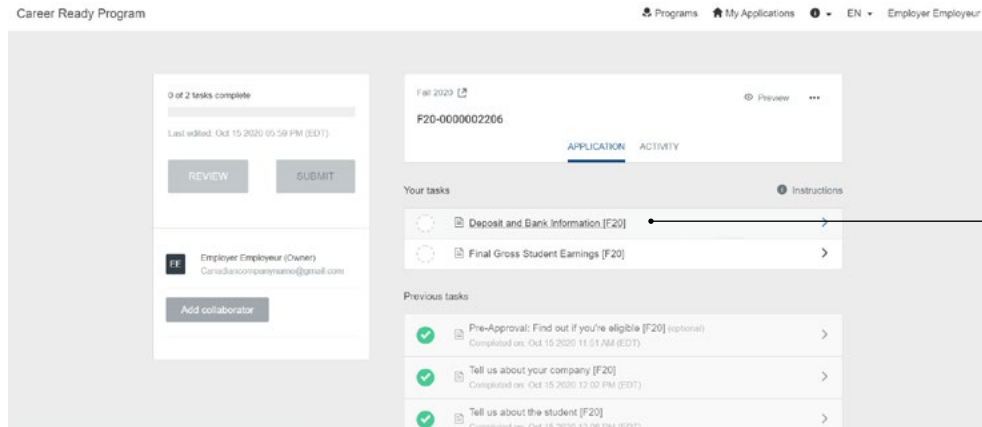 Career Ready Program
Programs My Applications EN Employer Employeur
0 of 2 tasks complete
Last edited: Oct 15 2020 05:59 PM (EDT)
REVIEW SUBMIT
EE
Employer Employeur (Owner)
Canadiancompanyname@gmail.com
Add collaborator
Fall 2020
Preview
F20-0000002206
APPLICATION ACTIVITY
Your tasks
Instructions
Deposit and Bank Information [F20]
Final Gross Student Earnings [F20]
Previous tasks
Pre-Approval: Find out if you're eligible [F20] (optional)
Completed on: Oct 15 2020 11:51 AM (EDT)
Tell us about your company [F20]
Completed on: Oct 15 2020 12:02 PM (EDT)
Tell us about the student [F20]